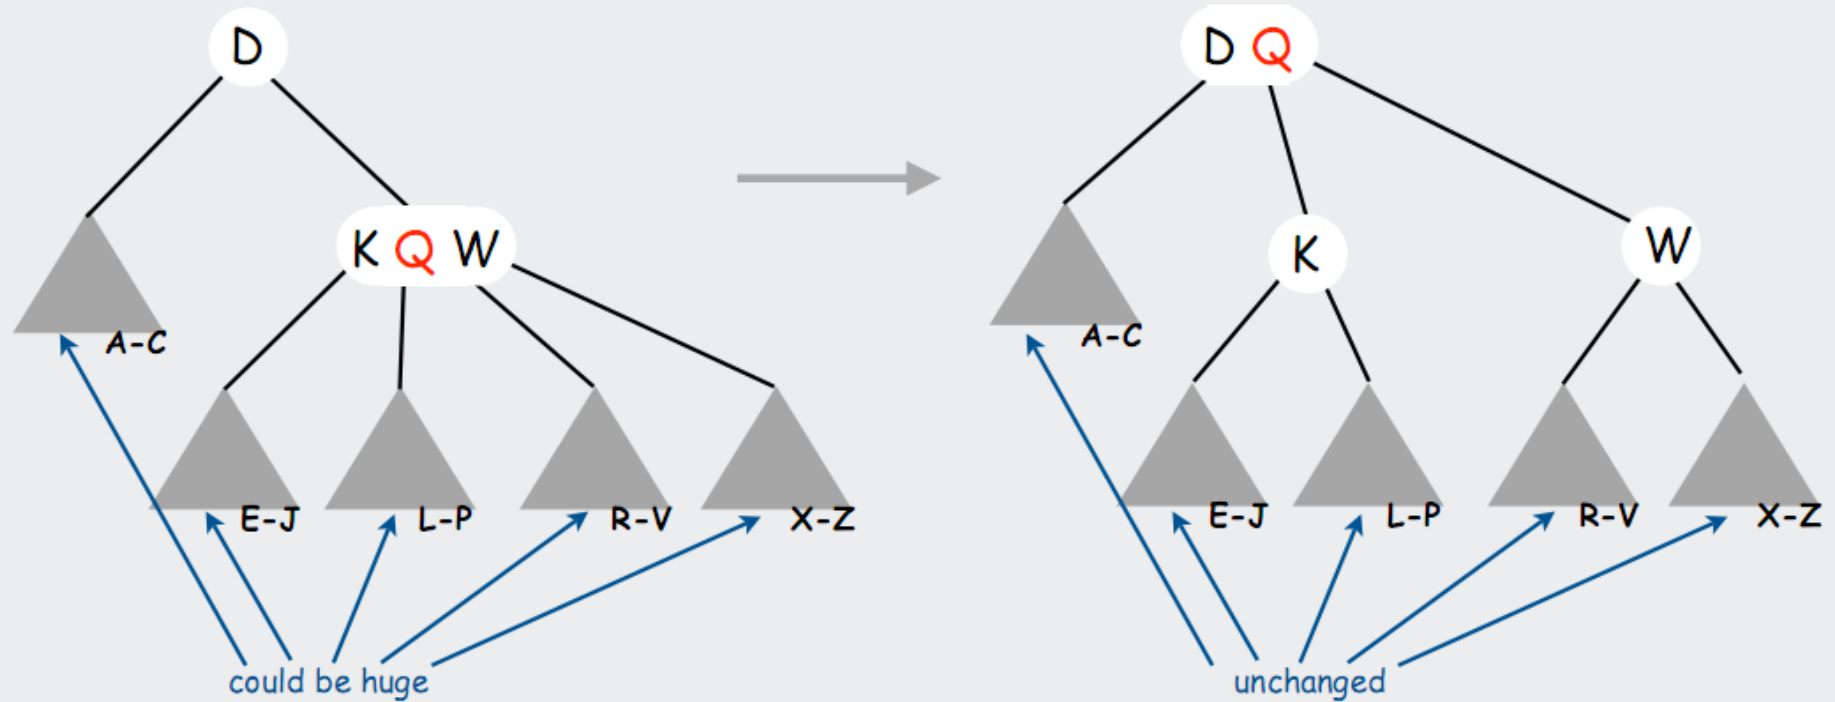 D
K Q W
A-C
E-J
L-P
R-V
X-Z
could be huge
D Q
K
W
A-C
E-J
L-P
R-V
X-Z
unchanged